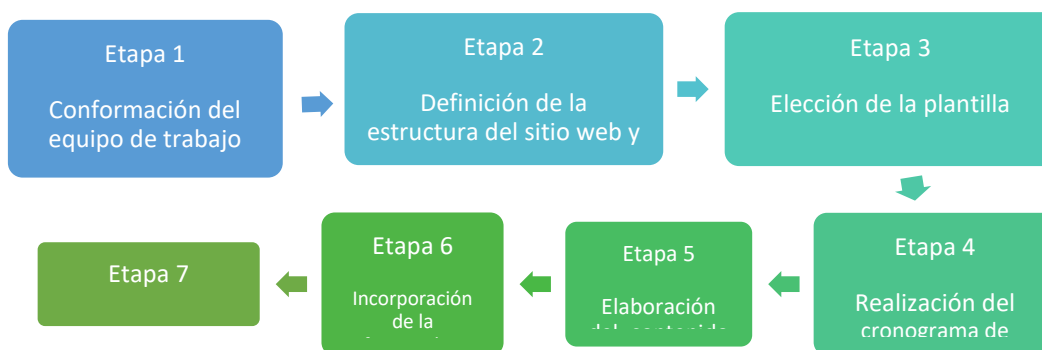 Etapa 1
Conformación del
equipo de trabajo
Etapa 2
Definición de la
estructura del sitio web y
Etapa 3
Elección de la plantilla
Etapa 4
Realización del
cronograma de
Etapa 5
Elaboración
del contenido
Etapa 6
Incorporación
de la
Etapa 7